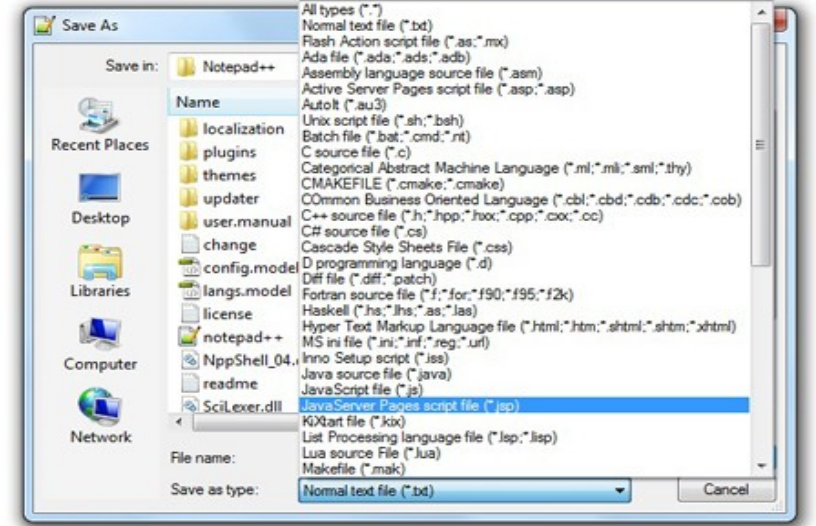 Save As
Save in:
Notepad++
Recent Places
Desktop
Libraries
Computer
Network
Name
localization
plugins
themes
updater
user.manual
change
config.model
langs.model
license
notepad++
NppShell_04.
readme
SciLexer.dll
All types (*.*)
Normal text file (*.txt)
Flash Action script file (*.as;*.mx)
Ada file (*.ada;*.ads;*.adb)
Assembly language source file (*.asm)
Active Server Pages script file (*.asp;*.asp)
AutoIt (*.au3)
Unix script file (*.sh;*.bsh)
Batch file (*.bat;*.cmd;*.nt)
C source file (*.c)
Categorical Abstract Machine Language (*.ml;*.mli;*.sml;*.thy)
CMAKEFILE (*.cmake;*.cmake)
COmmon Business Oriented Language (*.cbl;*.cbd;*.cdb;*.cdc;*.cob)
C++ source file (*.h;*.hpp;*.hxx;*.cpp;*.cxx;*.cc)
C# source file (*.cs)
Cascade Style Sheets File (*.css)
D programming language (*.d)
Diff file (*.diff;*.patch)
Fortran source file (*.f;*.for;*.f90;*.f95;*.f2k)
Haskell (*.hs;*.lhs;*.as;*.las)
Hyper Text Markup Language file (*.html;*.htm;*.shtml;*.shtm;*.xhtml)
MS ini file (*.ini;*.inf;*.reg;*.url)
Inno Setup script (*.iss)
Java source file (*.java)
JavaScript file (*.js)
JavaServer Pages script file (*.jsp)
KiXtart file (*.kix)
List Processing language file (*.lsp;*.lisp)
Lua source File (*.lua)
Makefile (*.mak)
File name:
Save as type:
Normal text file (*.txt)
Cancel